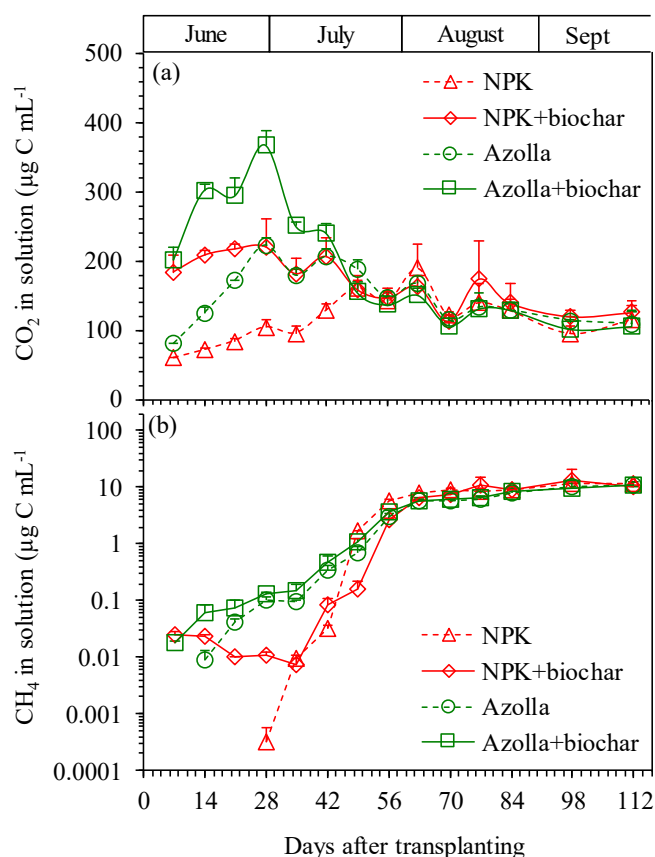 June July August Sept
(a)
NPK
NPK+biochar
Azolla
Azolla+biochar
CO₂ in solution (µg C mL⁻¹)
500
400
300
200
100
0
(b)
NPK
NPK+biochar
Azolla
Azolla+biochar
CH₄ in solution (µg C mL⁻¹)
100
10
1
0.1
0.01
0.001
0.0001
0 14 28 42 56 70 84 98 112
Days after transplanting